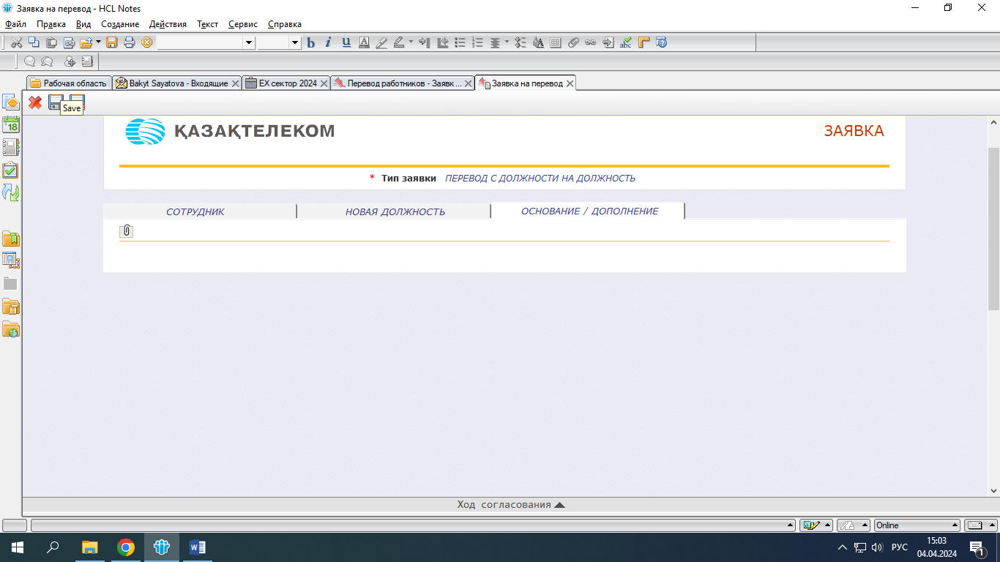 Заявка на перевод - HCL Notes
Файл Правка Вид Создание Действия Текст Сервис Справка
Рабочая область Bakyt Sayatova - Входящие EX сектор 2024 Перевод работников - Заявк ... Заявка на перевод
Save
ҚАЗАҚТЕЛЕКОМ ЗАЯВКА
* Тип заявки ПЕРЕВОД С ДОЛЖНОСТИ НА ДОЛЖНОСТЬ
СОТРУДНИК НОВАЯ ДОЛЖНОСТЬ ОСНОВАНИЕ / ДОПОЛНЕНИЕ
Ход согласования
Online
РУС
15:03
04.04.2024
1